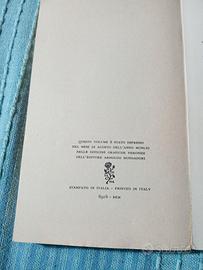 QUESTO VOLUME È STATO IMPRESSO
NEL MESE DI AGOSTO DELL'ANNO MCMLXI
NELLE OFFICINE GRAFICHE VERONESI
DELL'EDITORE ARNOLDO MONDADORI
STAMPATO IN ITALIA - PRINTED IN ITALY